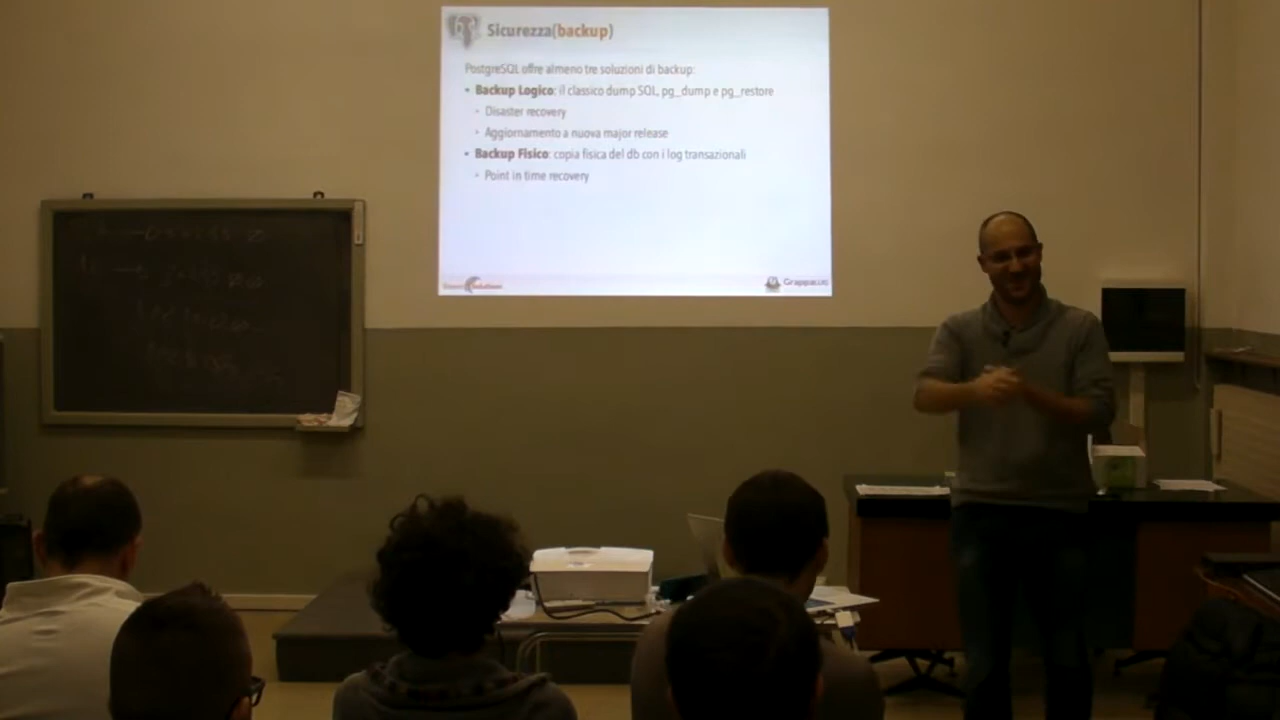 Sicurezza(backup)
PostgreSQL offre almeno tre soluzioni di backup:
• Backup Logico: il classico dump SQL, pg_dump e pg_restore
• Disaster recovery
• Aggiornamento a nuova major release
• Backup Fisico: copia fisica del db con i log transazionali
• Point in time recovery